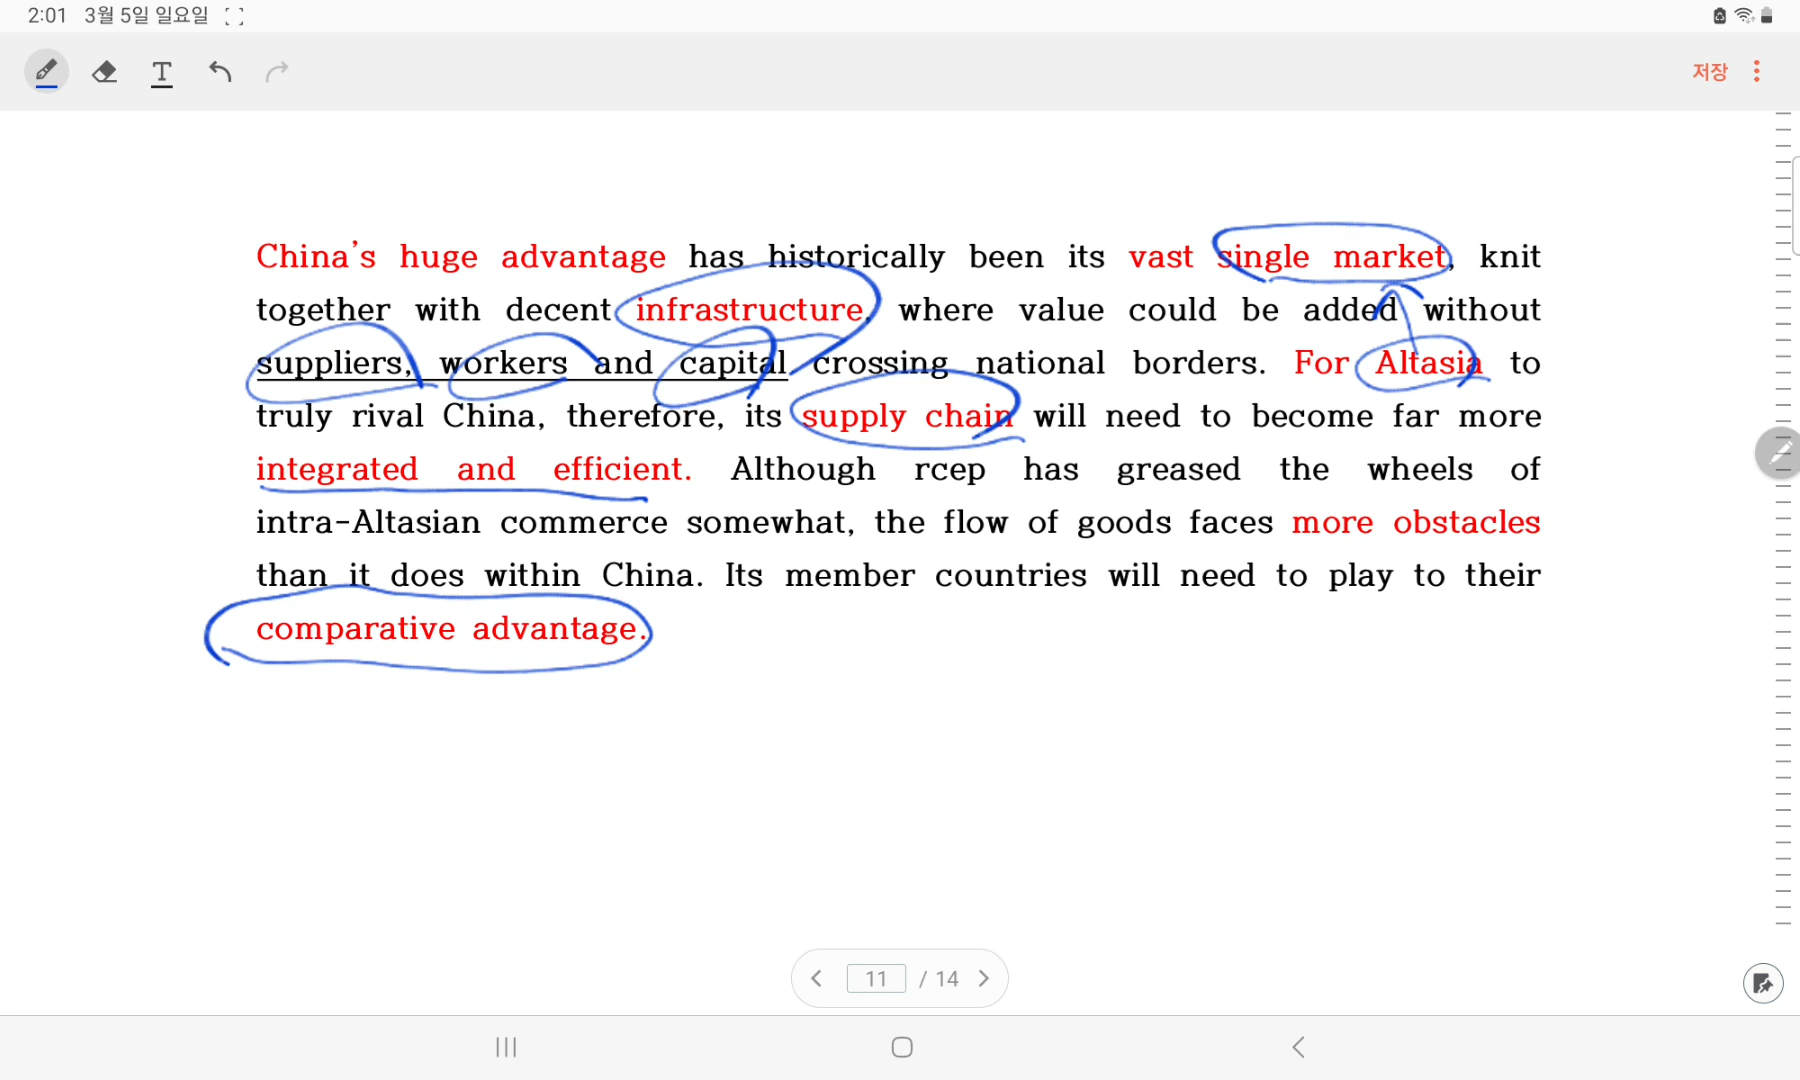 2:01 3월 5일 일요일
T
저장
China's huge advantage has historically been its vast single market, knit
together with decent infrastructure, where value could be added without
suppliers, workers and capital crossing national borders. For Altasia to
truly rival China, therefore, its supply chain will need to become far more
integrated and efficient. Although rcep has greased the wheels of
intra-Altasian commerce somewhat, the flow of goods faces more obstacles
than it does within China. Its member countries will need to play to their
comparative advantage.
11 / 14